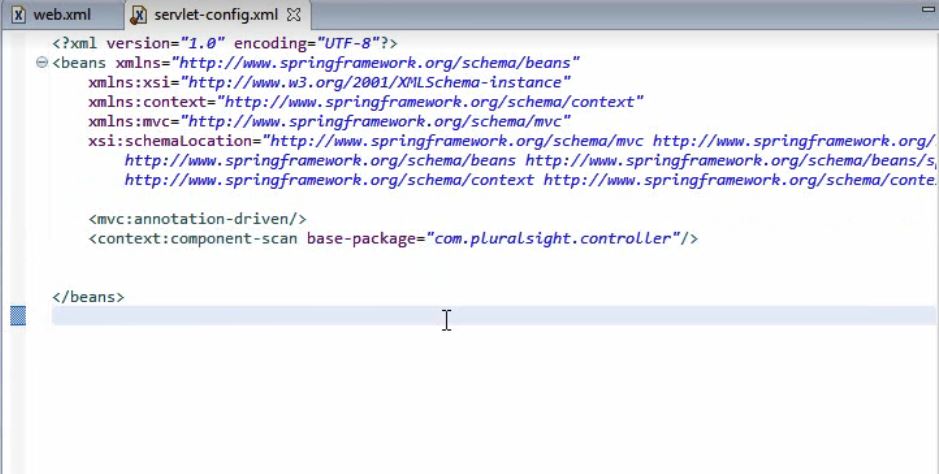 web.xml
servlet-config.xml
<?xml version="1.0" encoding="UTF-8"?>
<beans xmlns="http://www.springframework.org/schema/beans"
xmlns:xsi="http://www.w3.org/2001/XMLSchema-instance"
xmlns:context="http://www.springframework.org/schema/context"
xmlns:mvc="http://www.springframework.org/schema/mvc"
xsi:schemaLocation="http://www.springframework.org/schema/mvc http://www.springframework.org/
http://www.springframework.org/schema/beans http://www.springframework.org/schema/beans/s
http://www.springframework.org/schema/context http://www.springframework.org/schema/conte
<mvc:annotation-driven/>
<context:component-scan base-package="com.pluralsight.controller"/>
</beans>